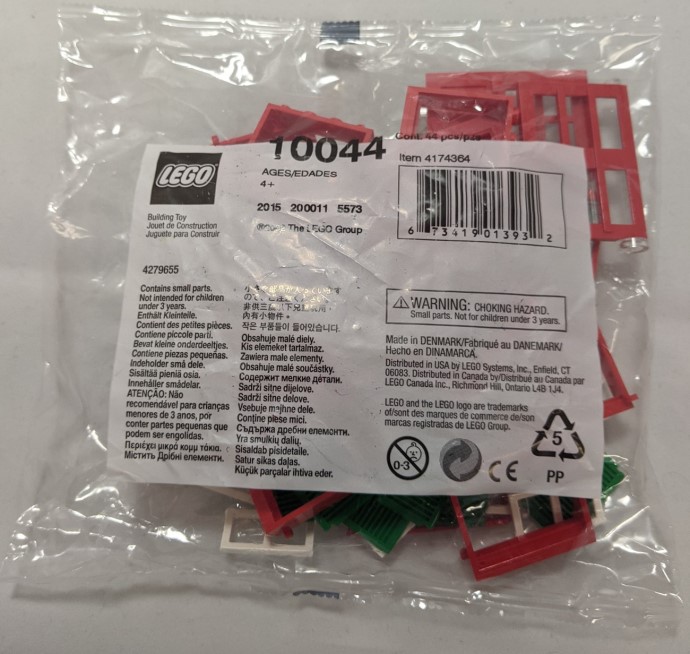 10044
Cont. 44 pcs/pzs
Item 4174364
LEGO
AGES/EDADES
4+
2015 200011 5573
The LEGO Group
6 73419 01393 2
Building Toy
Jouet de Construction
Juguete para Construir
4279655
Contains small parts.
Not intended for children
under 3 years.
Enthält Kleinteile.
Contient des petites pièces.
Contiene piccole parti.
Bevat kleine onderdeeltjes.
Contiene piezas pequeñas.
Indeholder små dele.
Sisältää pieniä osia.
Innehåller smådelar.
ATENÇÃO: Não
recomendável para crianças
menores de 3 anos, por
conter partes pequenas que
podem ser engolidas.
Περιέχει μικρά κομμάτια.
Містить Дрібні елементи.
內有小物件。
작은 부품들이 들어있습니다.
Obsahuje malé diely.
Kis elemeket tartalmaz.
Zawiera małe elementy.
Obsahuje malé součástky.
Содержит мелкие детали.
Sadrži sitne dijelove.
Sadrži sitne delove.
Vsebuje majhne dele.
Conţine piese mici.
Съдържа дребни елементи.
Yra smulkių dalių.
Sisaldab pisidetaile.
Satur sīkas daļas.
Küçük parçalar ihtiva eder.
WARNING: CHOKING HAZARD.
Small parts. Not for children under 3 years.
Made in DENMARK/Fabriqué au DANEMARK/
Hecho en DINAMARCA.
Distributed in USA by LEGO Systems, Inc., Enfield, CT
06083. Distributed in Canada by/Distribué au Canada par
LEGO Canada Inc., Richmond Hill, Ontario L4B 1J4.
LEGO and the LEGO logo are trademarks
of/sont des marques de commerce de/son
marcas registradas de LEGO Group.
0-3
CE
5
PP